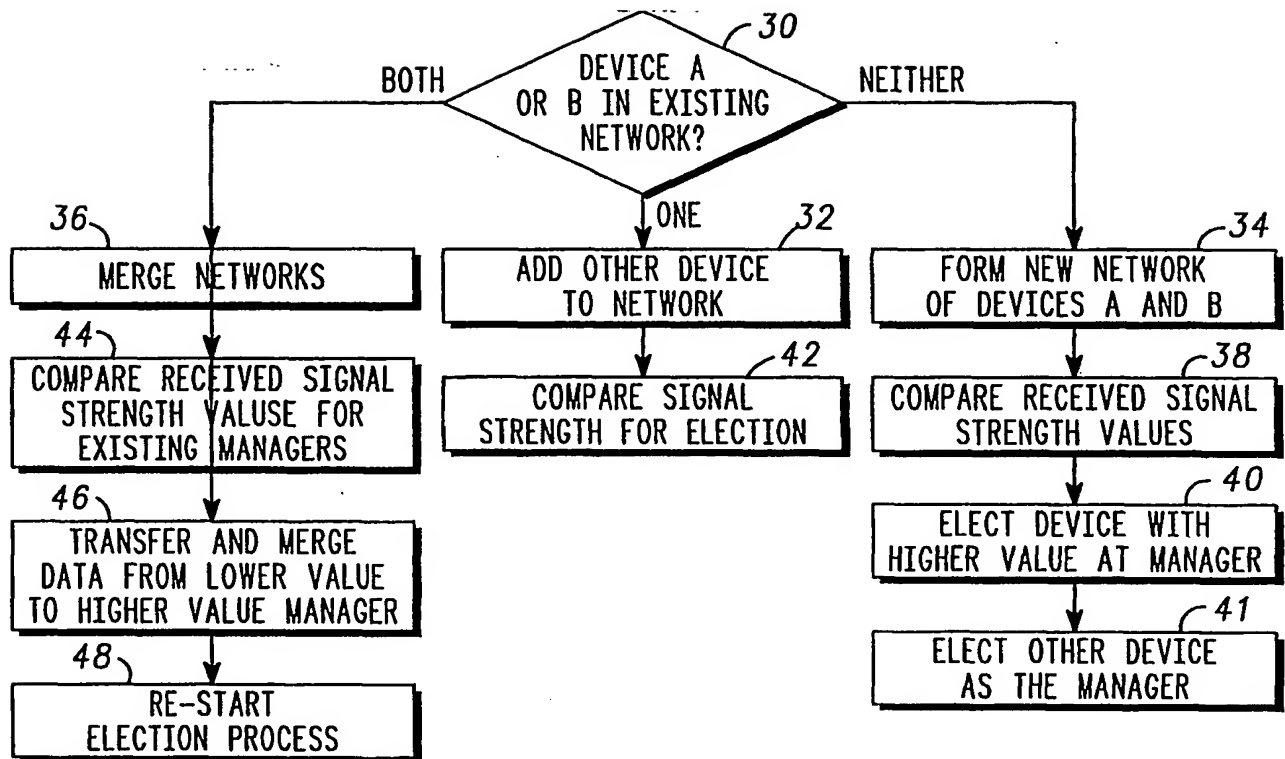 30
DEVICE A
OR B IN EXISTING
NETWORK?
BOTH
NEITHER
ONE
36
MERGE NETWORKS
44
COMPARE RECEIVED SIGNAL
STRENGTH VALUSE FOR
EXISTING MANAGERS
46
TRANSFER AND MERGE
DATA FROM LOWER VALUE
TO HIGHER VALUE MANAGER
48
RE-START
ELECTION PROCESS
32
ADD OTHER DEVICE
TO NETWORK
42
COMPARE SIGNAL
STRENGTH FOR ELECTION
34
FORM NEW NETWORK
OF DEVICES A AND B
38
COMPARE RECEIVED SIGNAL
STRENGTH VALUES
40
ELECT DEVICE WITH
HIGHER VALUE AT MANAGER
41
ELECT OTHER DEVICE
AS THE MANAGER